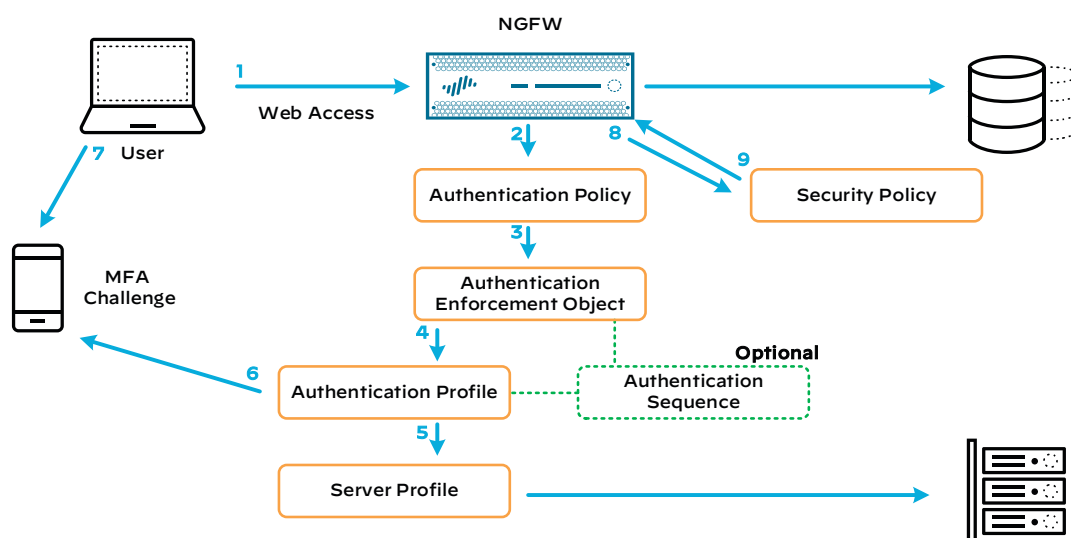 NGFW
1
Web Access
2
8
9
7
User
Authentication Policy
Security Policy
3
MFA
Challenge
Authentication
Enforcement Object
4
Optional
6
Authentication Profile
Authentication
Sequence
5
Server Profile